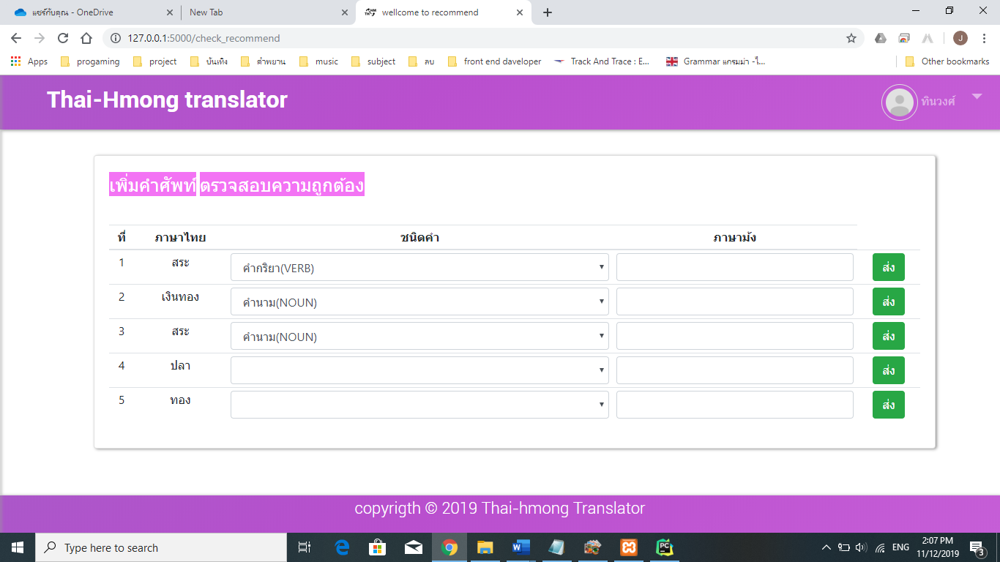 แชร์กับคุณ - OneDrive
New Tab
wellcome to recommend
127.0.0.1:5000/check_recommend
Apps progaming project บันเทิง คำพยาน music subject ลบ front end daveloper Track And Trace : E... Grammar แกรมม่า -ไ... Other bookmarks
Thai-Hmong translator
ทินวงศ์
เพิ่มคำศัพท์ ตรวจสอบความถูกต้อง
ที่ ภาษาไทย ชนิดคำ ภาษาม้ง
1 สระ คำกริยา(VERB) ส่ง
2 เงินทอง คำนาม(NOUN) ส่ง
3 สระ คำนาม(NOUN) ส่ง
4 ปลา ส่ง
5 ทอง ส่ง
copyrigth © 2019 Thai-hmong Translator
Type here to search
ENG
2:07 PM
11/12/2019
3